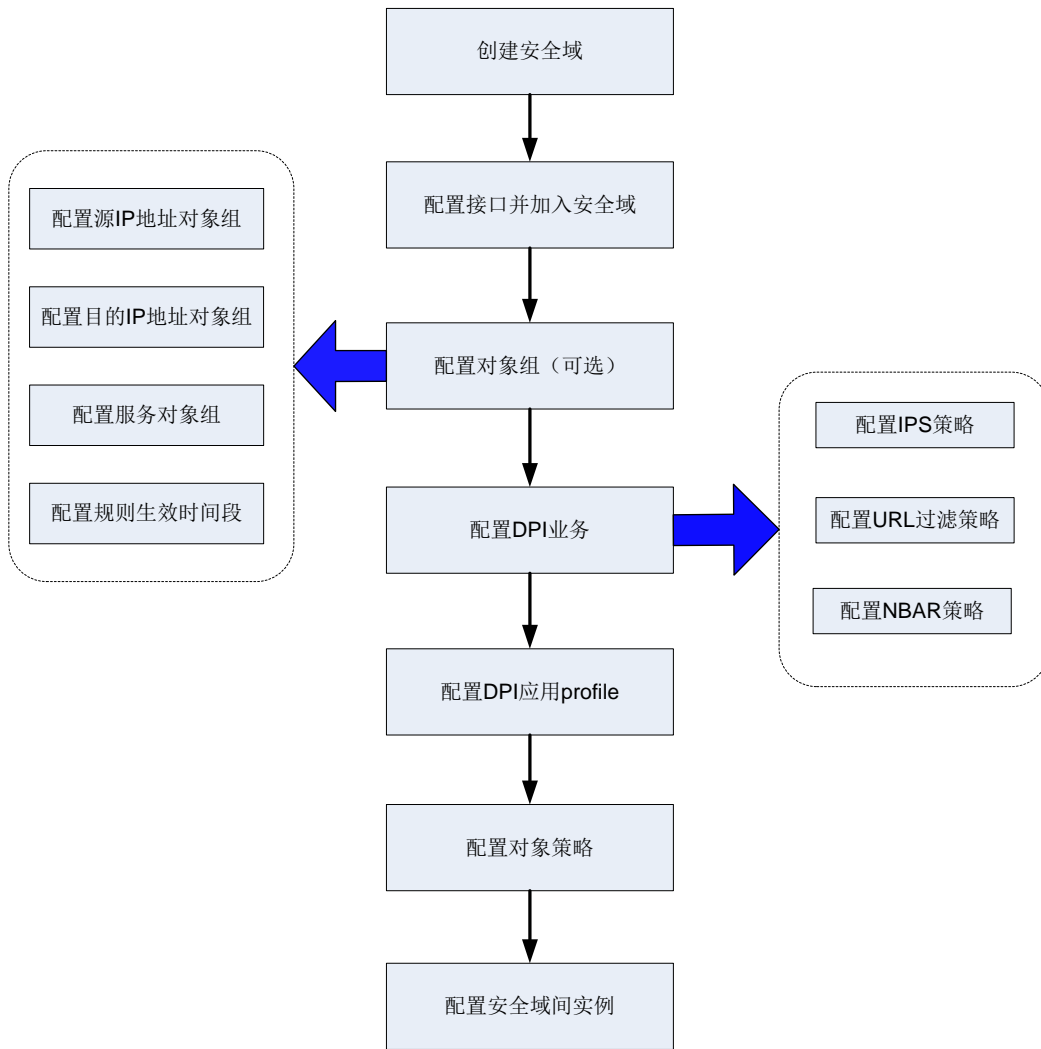 创建安全域
配置接口并加入安全域
配置源IP地址对象组
配置目的IP地址对象组
配置服务对象组
配置规则生效时间段
配置对象组（可选）
配置DPI业务
配置IPS策略
配置URL过滤策略
配置NBAR策略
配置DPI应用profile
配置对象策略
配置安全域间实例